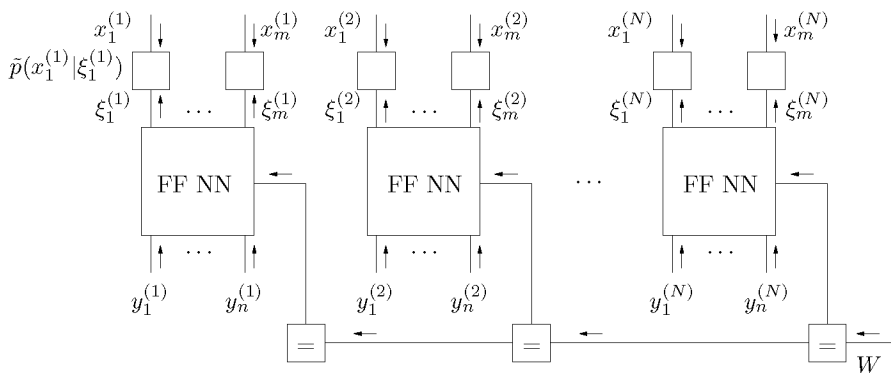 x_1^{(1)} x_m^{(1)} x_1^{(2)} x_m^{(2)} x_1^{(N)} x_m^{(N)}
p̃(x_1^{(1)}|ξ_1^{(1)})
ξ_1^{(1)} ... ξ_m^{(1)} ξ_1^{(2)} ... ξ_m^{(2)} ξ_1^{(N)} ... ξ_m^{(N)}
FF NN FF NN ... FF NN
... ... ...
y_1^{(1)} y_n^{(1)} y_1^{(2)} y_n^{(2)} y_1^{(N)} y_n^{(N)}
= = =
W